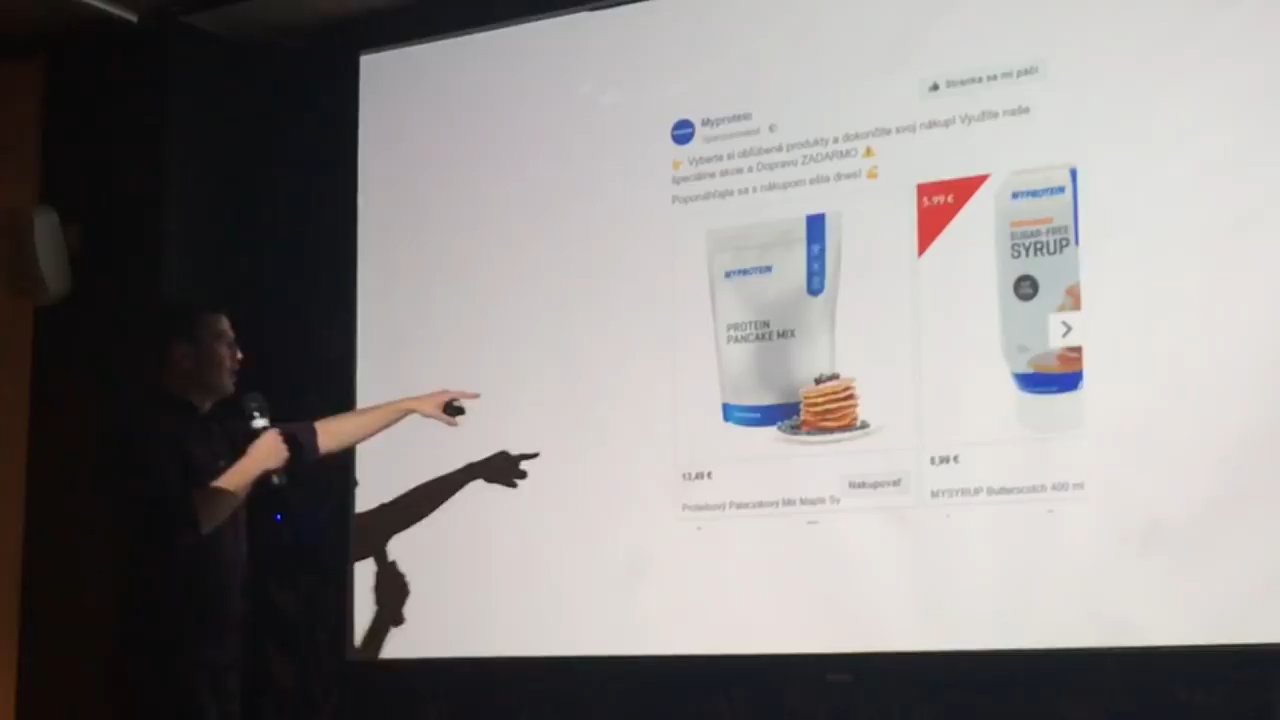 Stránka sa mi páči
Myprotein
Vyberte si obľúbené produkty a dokončite svoj nákup! Využite naše
špeciálne akcie a Dopravu ZADARMO ⚠️
Poponáhľajte sa s nákupom ešte dnes! 💪
MYPROTEIN
PROTEIN
PANCAKE MIX
5.99 €
MYPROTEIN
SUGAR-FREE
SYRUP
13,49 €
Nakupovať
Proteínový Palacinkový Mix Maple Sy
5,99 €
MYSYRUP Butterscotch 400 ml